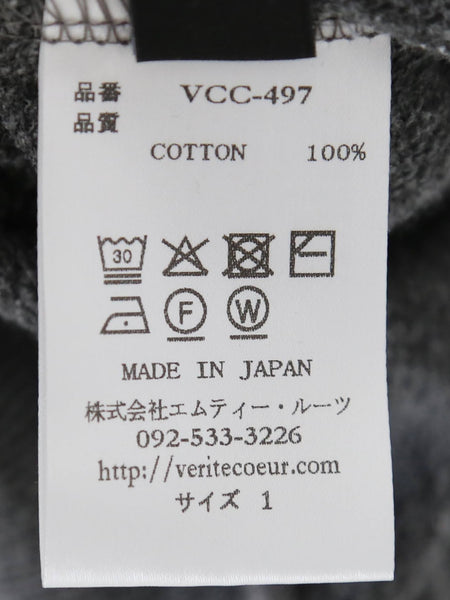 品番 VCC-497
品質
COTTON 100%
30
F W
MADE IN JAPAN
株式会社エムティー・ルーツ
092-533-3226
http://veritecoeur.com
サイズ 1